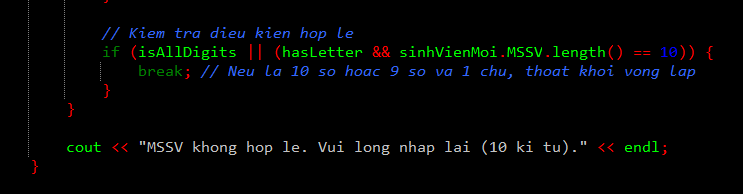 }
// Kiem tra dieu kien hop le
if (isAllDigits || (hasLetter && sinhVienMoi.MSSV.length() == 10)) {
break; // Neu la 10 so hoac 9 so va 1 chu, thoat khoi vong lap
}
}
cout << "MSSV khong hop le. Vui long nhap lai (10 ki tu)." << endl;
}